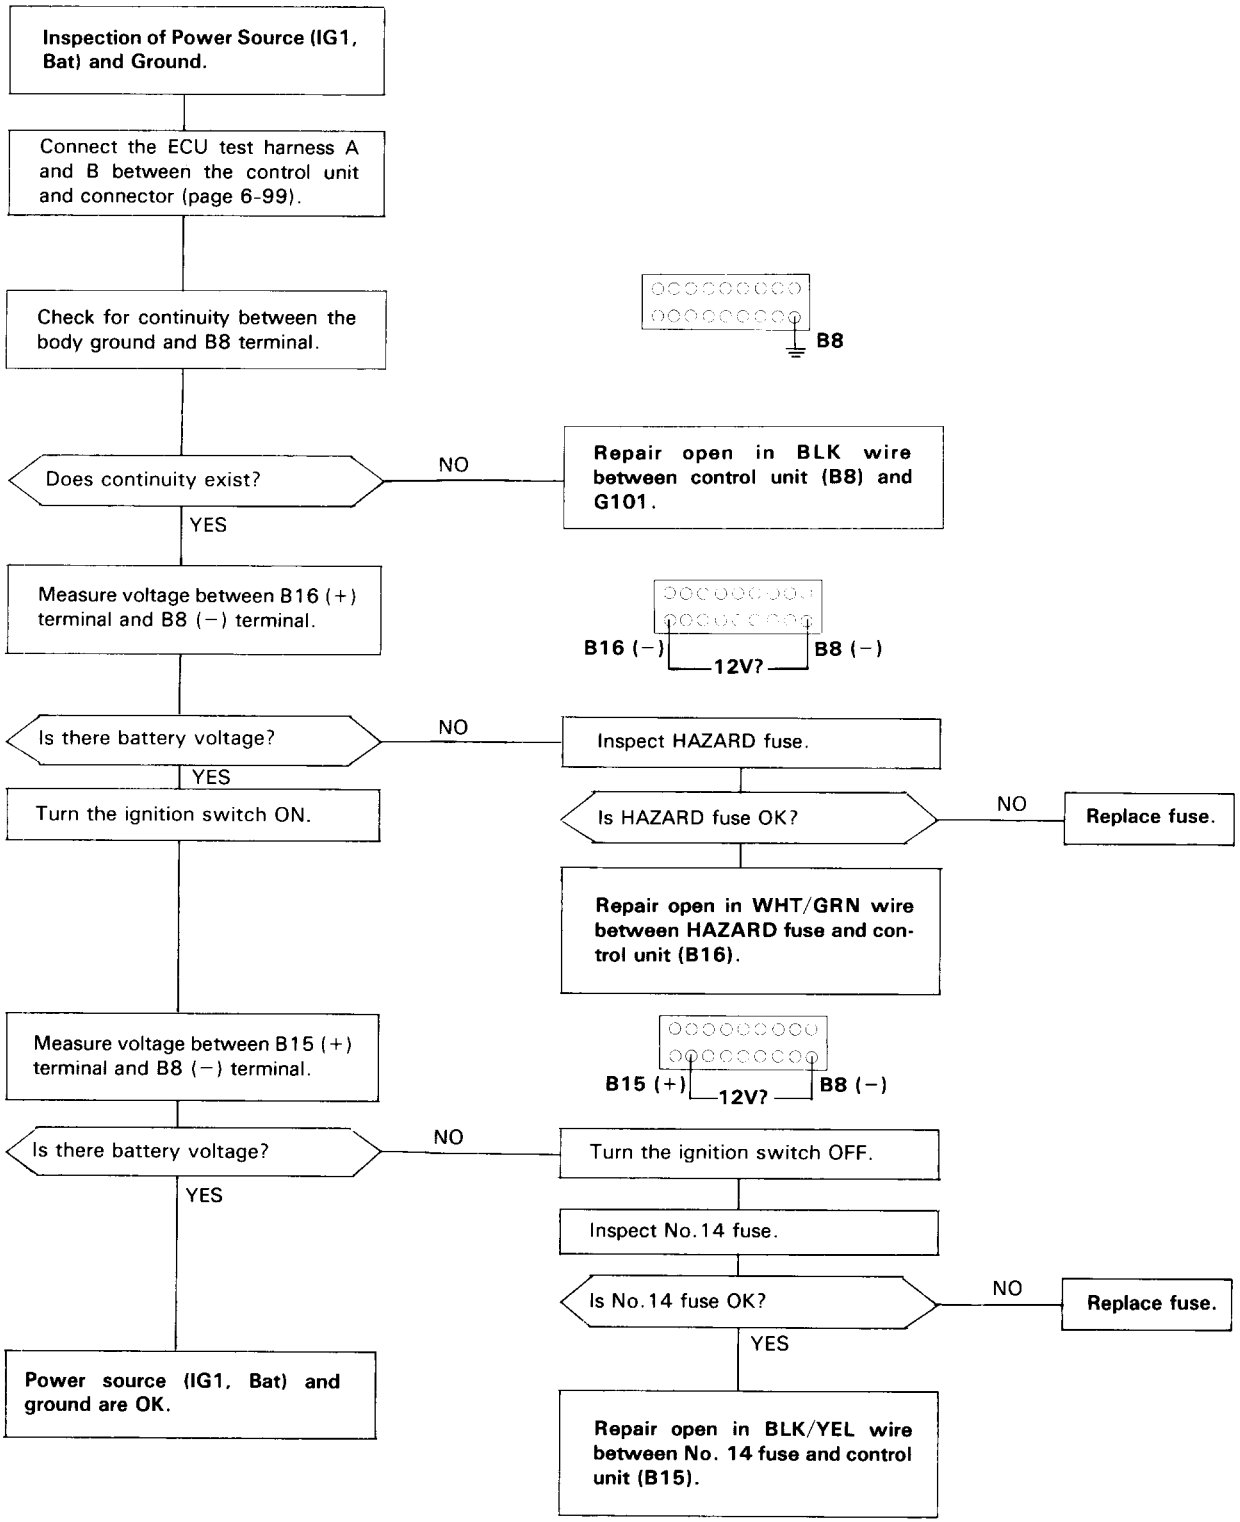 Inspection of Power Source (IG1,
Bat) and Ground.
Connect the ECU test harness A
and B between the control unit
and connector (page 6-99).
Check for continuity between the
body ground and B8 terminal.
B8
Does continuity exist?
NO
Repair open in BLK wire
between control unit (B8) and
G101.
YES
Measure voltage between B16 (+)
terminal and B8 (−) terminal.
B16 (−)
12V?
B8 (−)
Is there battery voltage?
NO
Inspect HAZARD fuse.
YES
Turn the ignition switch ON.
Is HAZARD fuse OK?
NO
Replace fuse.
Repair open in WHT/GRN wire
between HAZARD fuse and con-
trol unit (B16).
Measure voltage between B15 (+)
terminal and B8 (−) terminal.
B15 (+)
12V?
B8 (−)
Is there battery voltage?
NO
Turn the ignition switch OFF.
YES
Inspect No.14 fuse.
Is No.14 fuse OK?
NO
Replace fuse.
YES
Power source (IG1, Bat) and
ground are OK.
Repair open in BLK/YEL wire
between No. 14 fuse and control
unit (B15).